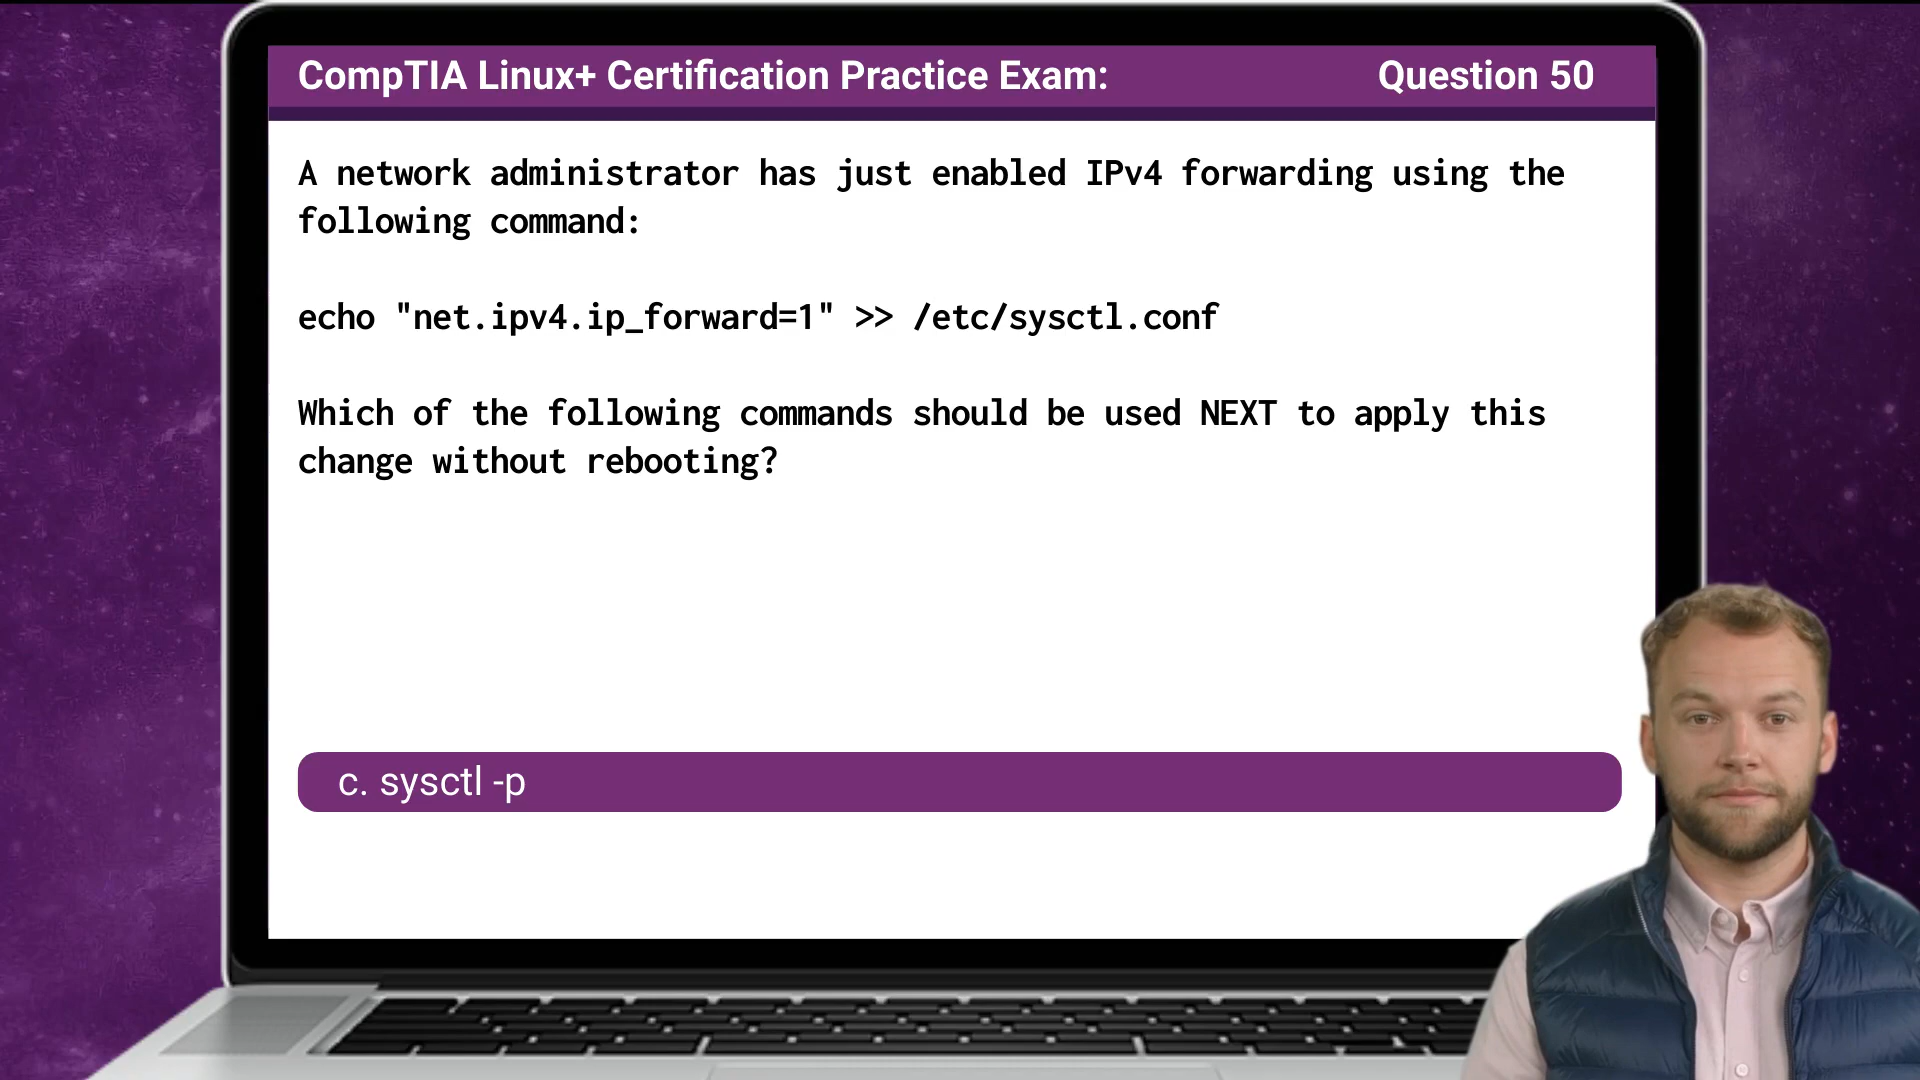 CompTIA Linux+ Certification Practice Exam:
Question 50
A network administrator has just enabled IPv4 forwarding using the
following command:
echo "net.ipv4.ip_forward=1" >> /etc/sysctl.conf
Which of the following commands should be used NEXT to apply this
change without rebooting?
c. sysctl -p